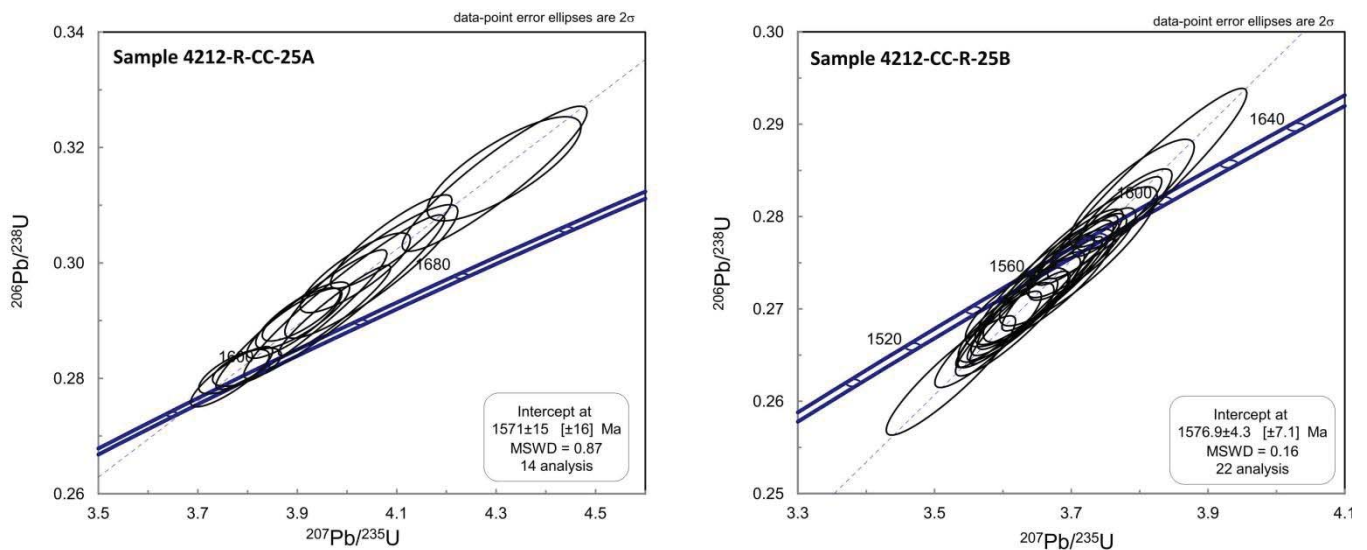 data-point error ellipses are 2σ
Sample 4212-R-CC-25A
0.34
0.32
0.30
0.28
0.26
²⁰⁶Pb/²³⁸U
1680
1600
Intercept at
1571±15 [±16] Ma
MSWD = 0.87
14 analysis
3.5 3.7 3.9 4.1 4.3 4.5
²⁰⁷Pb/²³⁵U
data-point error ellipses are 2σ
Sample 4212-CC-R-25B
0.30
0.29
0.28
0.27
0.26
0.25
²⁰⁶Pb/²³⁸U
1640
1600
1560
1520
Intercept at
1576.9±4.3 [±7.1] Ma
MSWD = 0.16
22 analysis
3.3 3.5 3.7 3.9 4.1
²⁰⁷Pb/²³⁵U